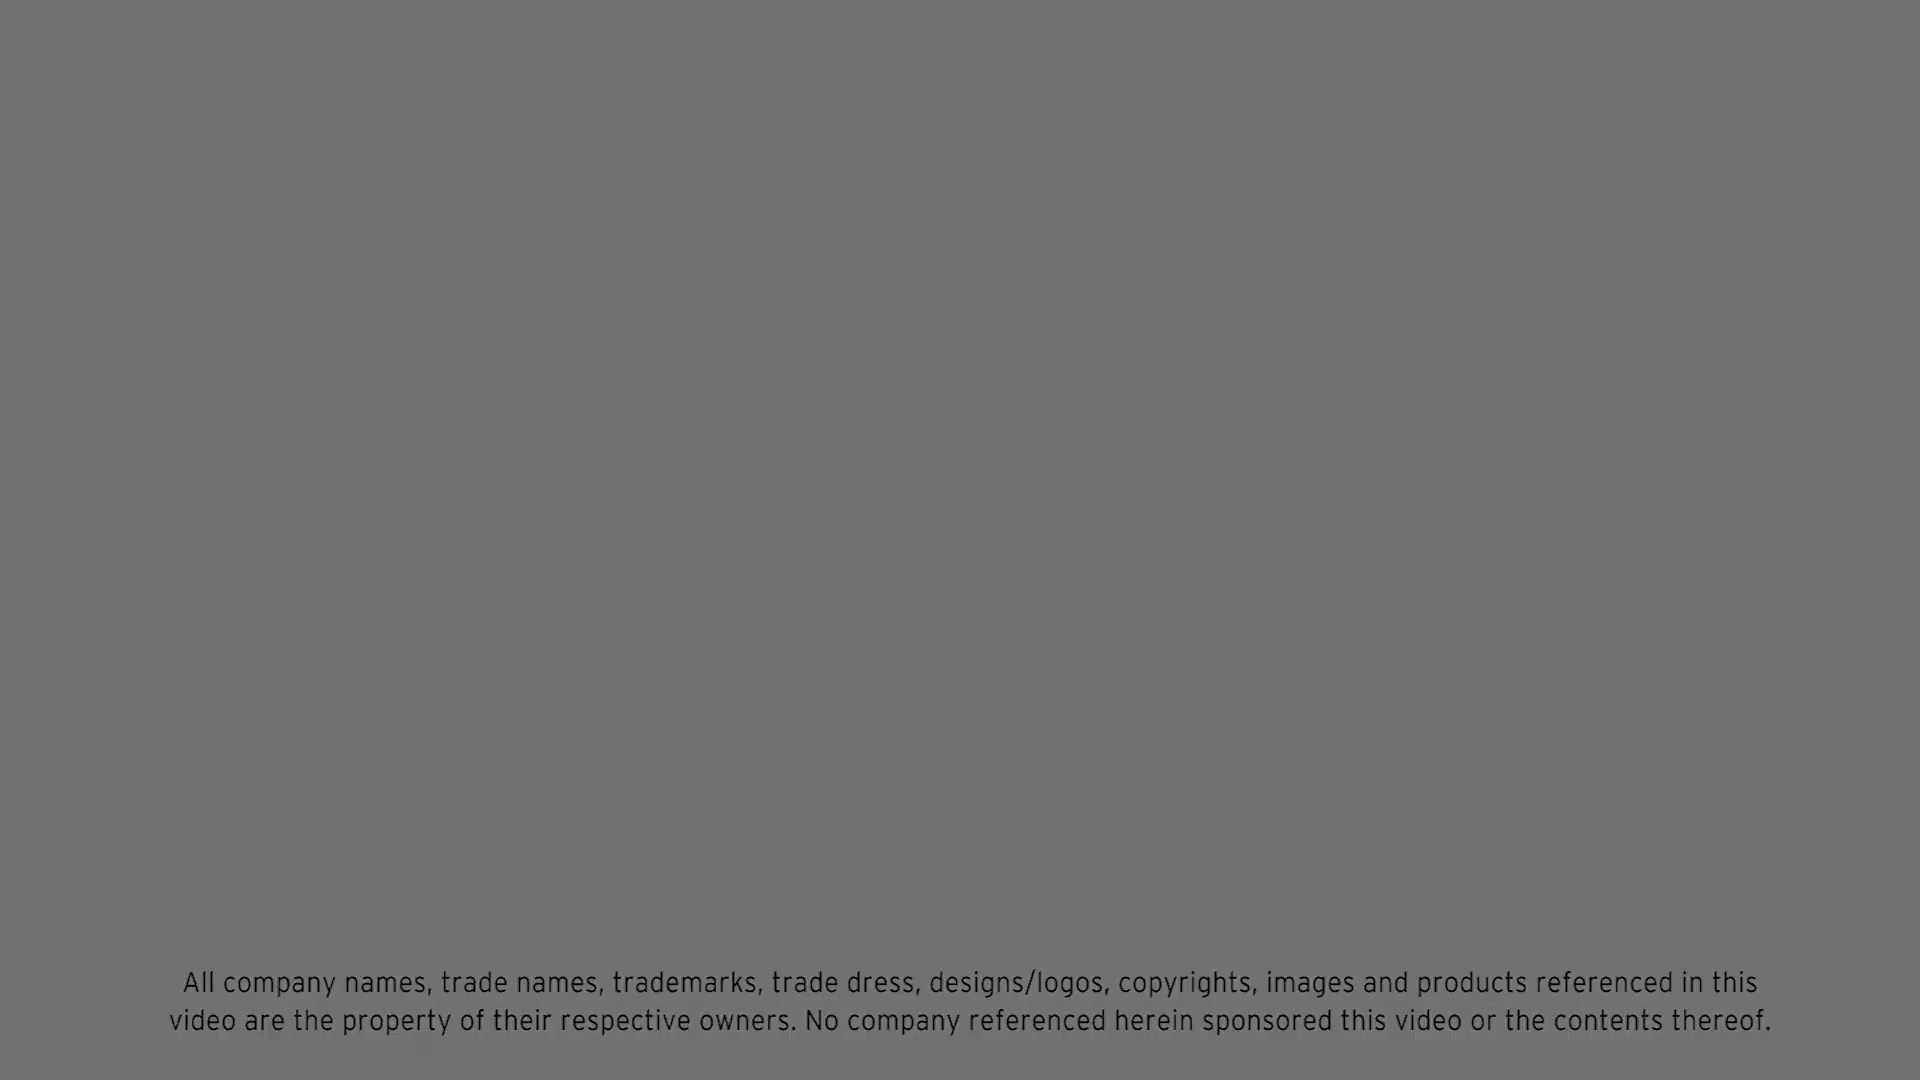 All company names, trade names, trademarks, trade dress, designs/logos, copyrights, images and products referenced in this
video are the property of their respective owners. No company referenced herein sponsored this video or the contents thereof.